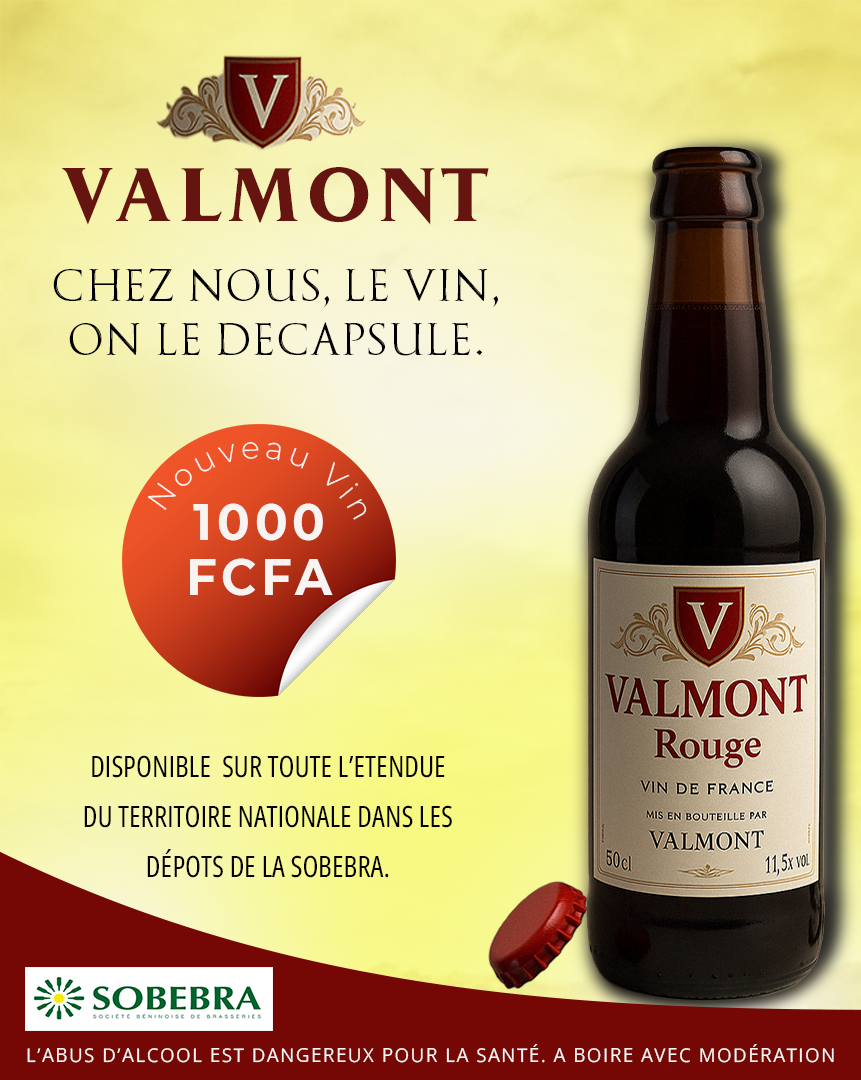 V
VALMONT
CHEZ NOUS, LE VIN,
ON LE DECAPSULE.
Nouveau Vin
1000
FCFA
DISPONIBLE SUR TOUTE L'ETENDUE
DU TERRITOIRE NATIONALE DANS LES
DÉPOTS DE LA SOBEBRA.
V
VALMONT
Rouge
VIN DE FRANCE
MIS EN BOUTEILLE PAR
VALMONT
50cl
11,5x VOL
SOBEBRA
SOCIÉTÉ BÉNINOISE DE BRASSERIES
L'ABUS D'ALCOOL EST DANGEREUX POUR LA SANTÉ. A BOIRE AVEC MODÉRATION